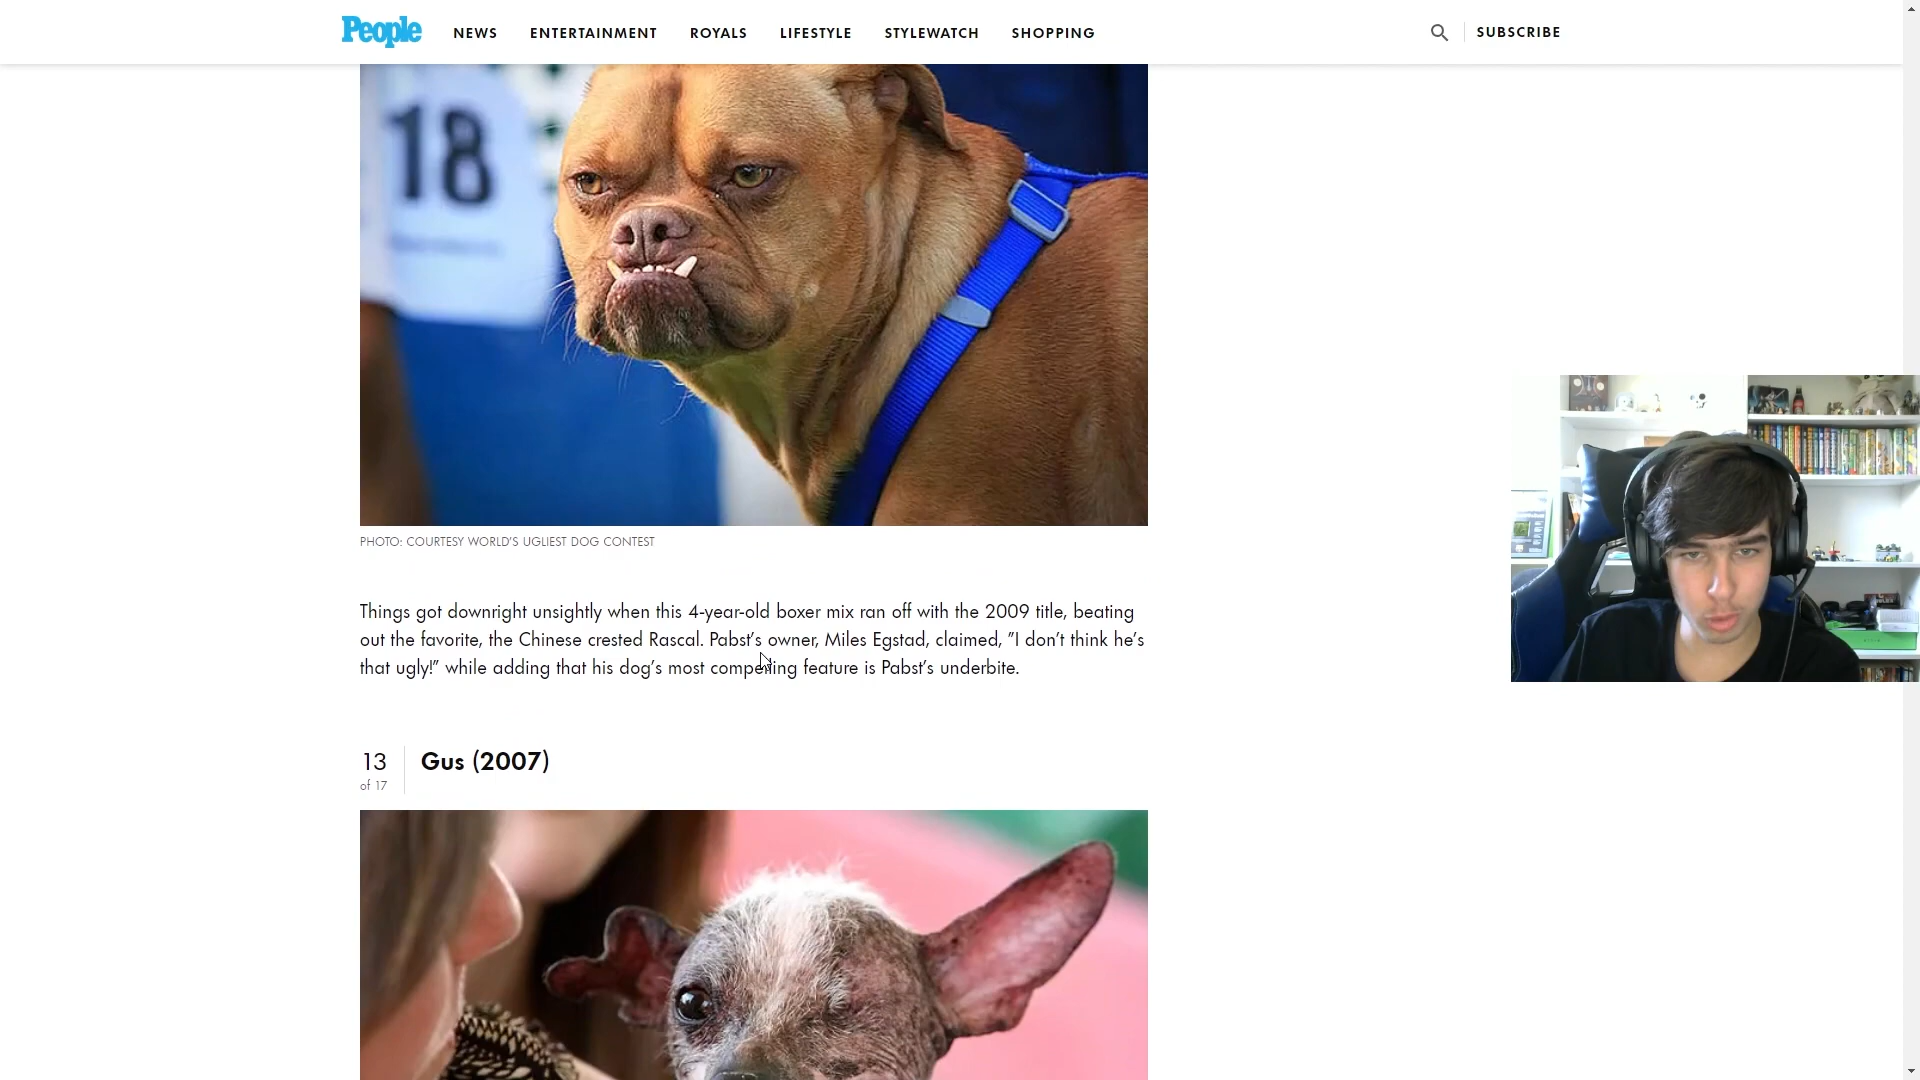 People NEWS ENTERTAINMENT ROYALS LIFESTYLE STYLEWATCH SHOPPING SUBSCRIBE
18
PHOTO: COURTESY WORLD'S UGLIEST DOG CONTEST
Things got downright unsightly when this 4-year-old boxer mix ran off with the 2009 title, beating
out the favorite, the Chinese crested Rascal. Pabst's owner, Miles Egstad, claimed, "I don't think he's
that ugly!" while adding that his dog's most compelling feature is Pabst's underbite.
13
of 17
Gus (2007)